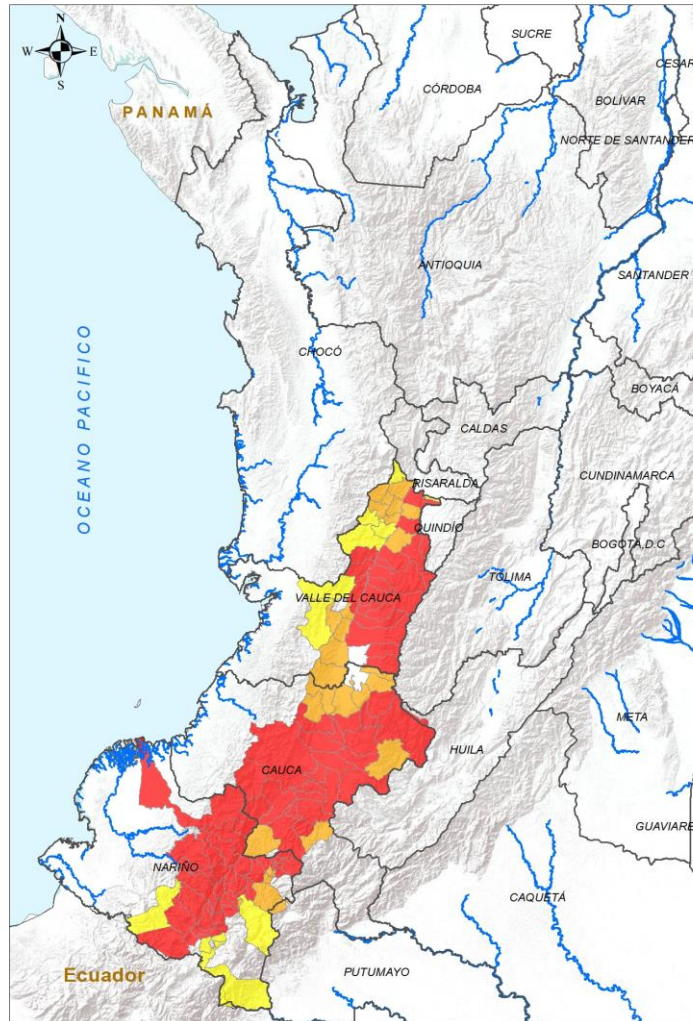 N
W E
S
SUCRE
CESAR
CÓRDOBA
BOLÍVAR
PANAMÁ
NORTE DE SANTANDER
ANTIOQUIA
SANTANDER
OCEANO PACIFICO
CHOCÓ
BOYACÁ
CALDAS
CUNDINAMARCA
RISARALDA
QUINDÍO
BOGOTÁ, D.C
TOLIMA
VALLE DEL CAUCA
META
HUILA
CAUCA
GUAVIARE
NARIÑO
CAQUETÁ
Ecuador
PUTUMAYO